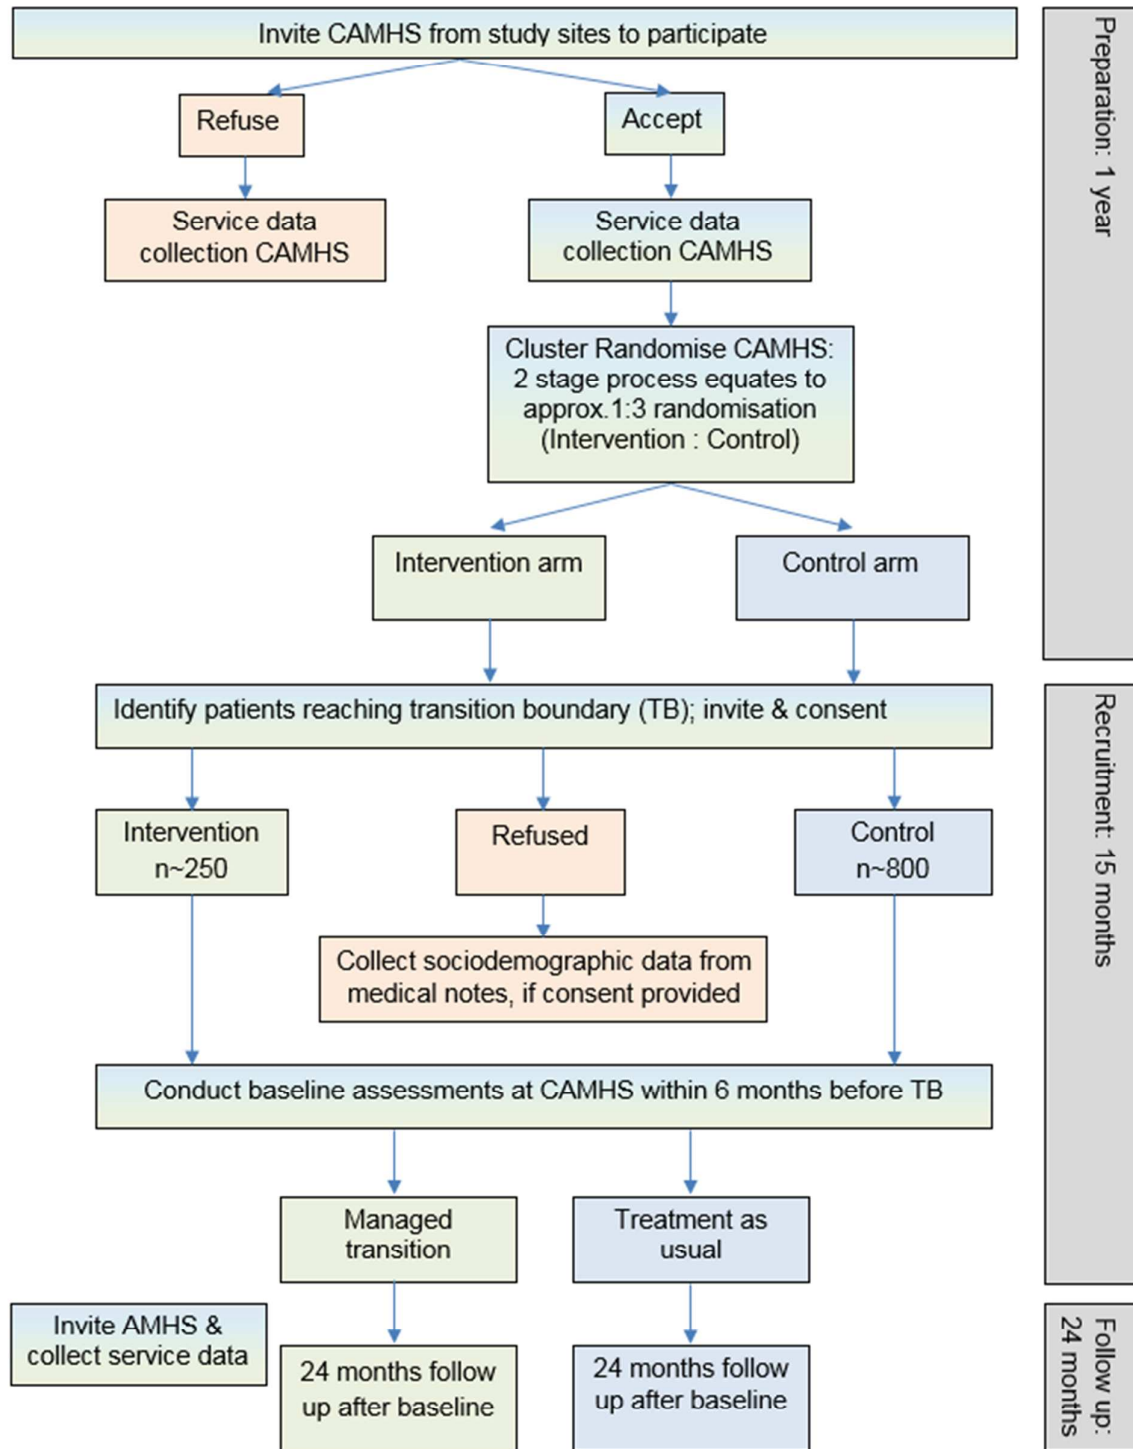 Invite CAMHS from study sites to participate
Refuse
Accept
Service data
collection CAMHS
Service data
collection CAMHS
Cluster Randomise CAMHS:
2 stage process equates to
approx.1:3 randomisation
(Intervention : Control)
Intervention arm
Control arm
Preparation: 1 year
Identify patients reaching transition boundary (TB); invite & consent
Intervention
n~250
Refused
Control
n~800
Collect sociodemographic data from
medical notes, if consent provided
Conduct baseline assessments at CAMHS within 6 months before TB
Managed
transition
Treatment as
usual
Recruitment: 15 months
Invite AMHS &
collect service data
24 months follow
up after baseline
24 months follow
up after baseline
Follow up:
24 months